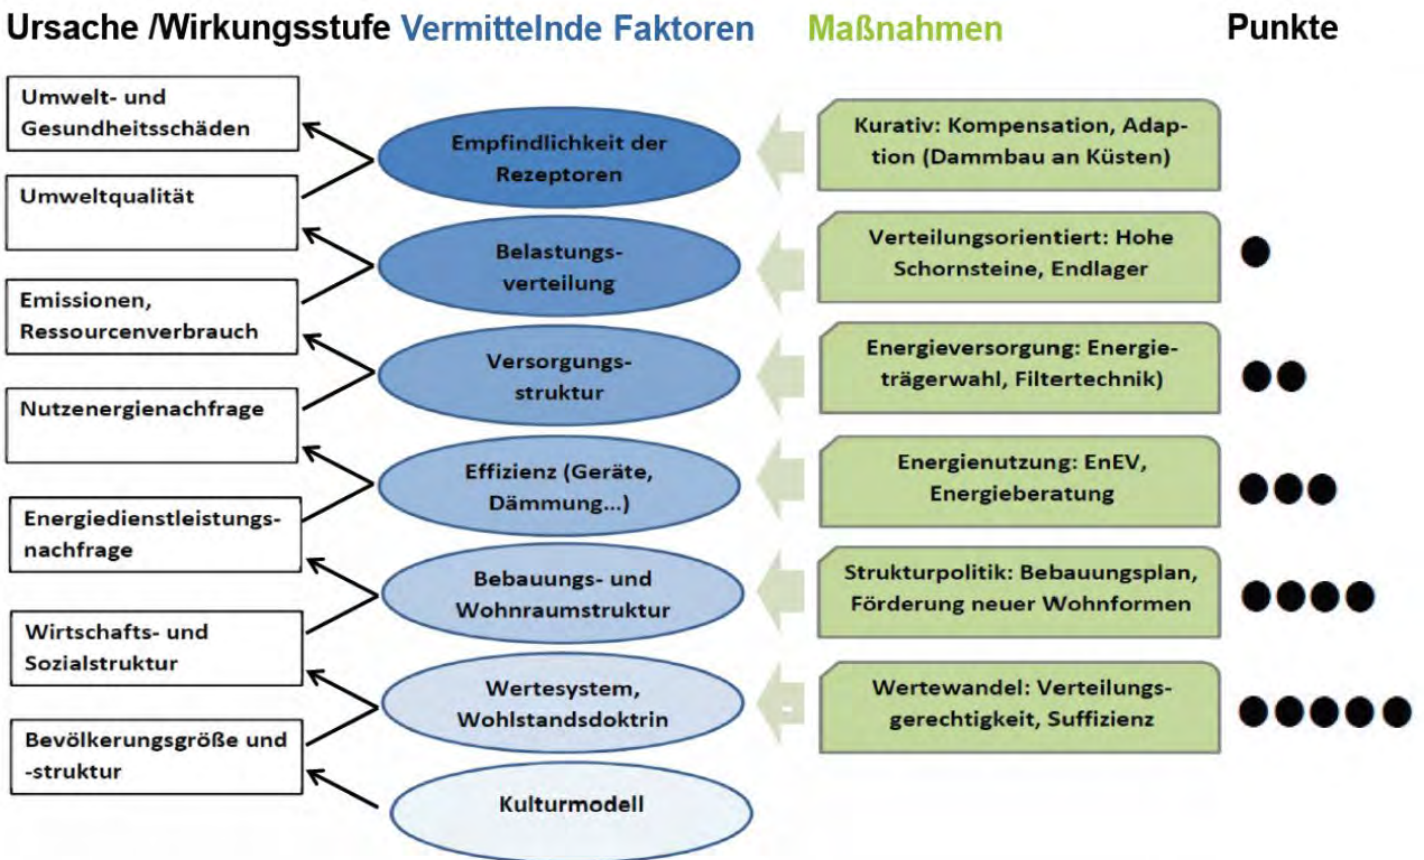 Ursache /Wirkungsstufe Vermittelnde Faktoren Maßnahmen Punkte
Umwelt- und
Gesundheitsschäden
Empfindlichkeit der
Rezeptoren
Kurativ: Kompensation, Adap-
tion (Dammbau an Küsten)
Umweltqualität
Belastungs-
verteilung
Verteilungsorientiert: Hohe
Schornsteine, Endlager
Emissionen,
Ressourcenverbrauch
Versorgungs-
struktur
Energieversorgung: Energie-
trägerwahl, Filtertechnik)
Nutzenergienachfrage
Effizienz (Geräte,
Dämmung...)
Energienutzung: EnEV,
Energieberatung
Energiedienstleistungs-
nachfrage
Bebauungs- und
Wohnraumstruktur
Strukturpolitik: Bebauungsplan,
Förderung neuer Wohnformen
Wirtschafts- und
Sozialstruktur
Wertesystem,
Wohlstandsdoktrin
Wertewandel: Verteilungs-
gerechtigkeit, Suffizienz
Bevölkerungsgröße und
-struktur
Kulturmodell